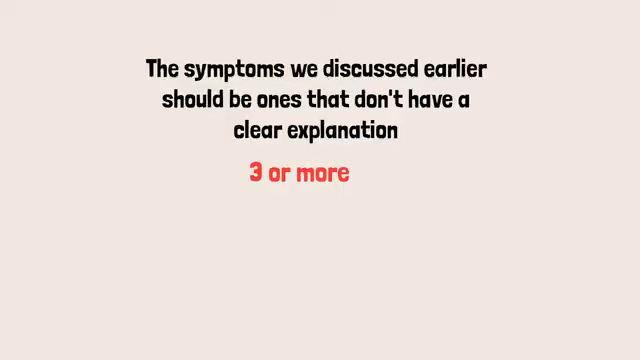 The symptoms we discussed earlier
should be ones that don't have a
clear explanation
3 or more